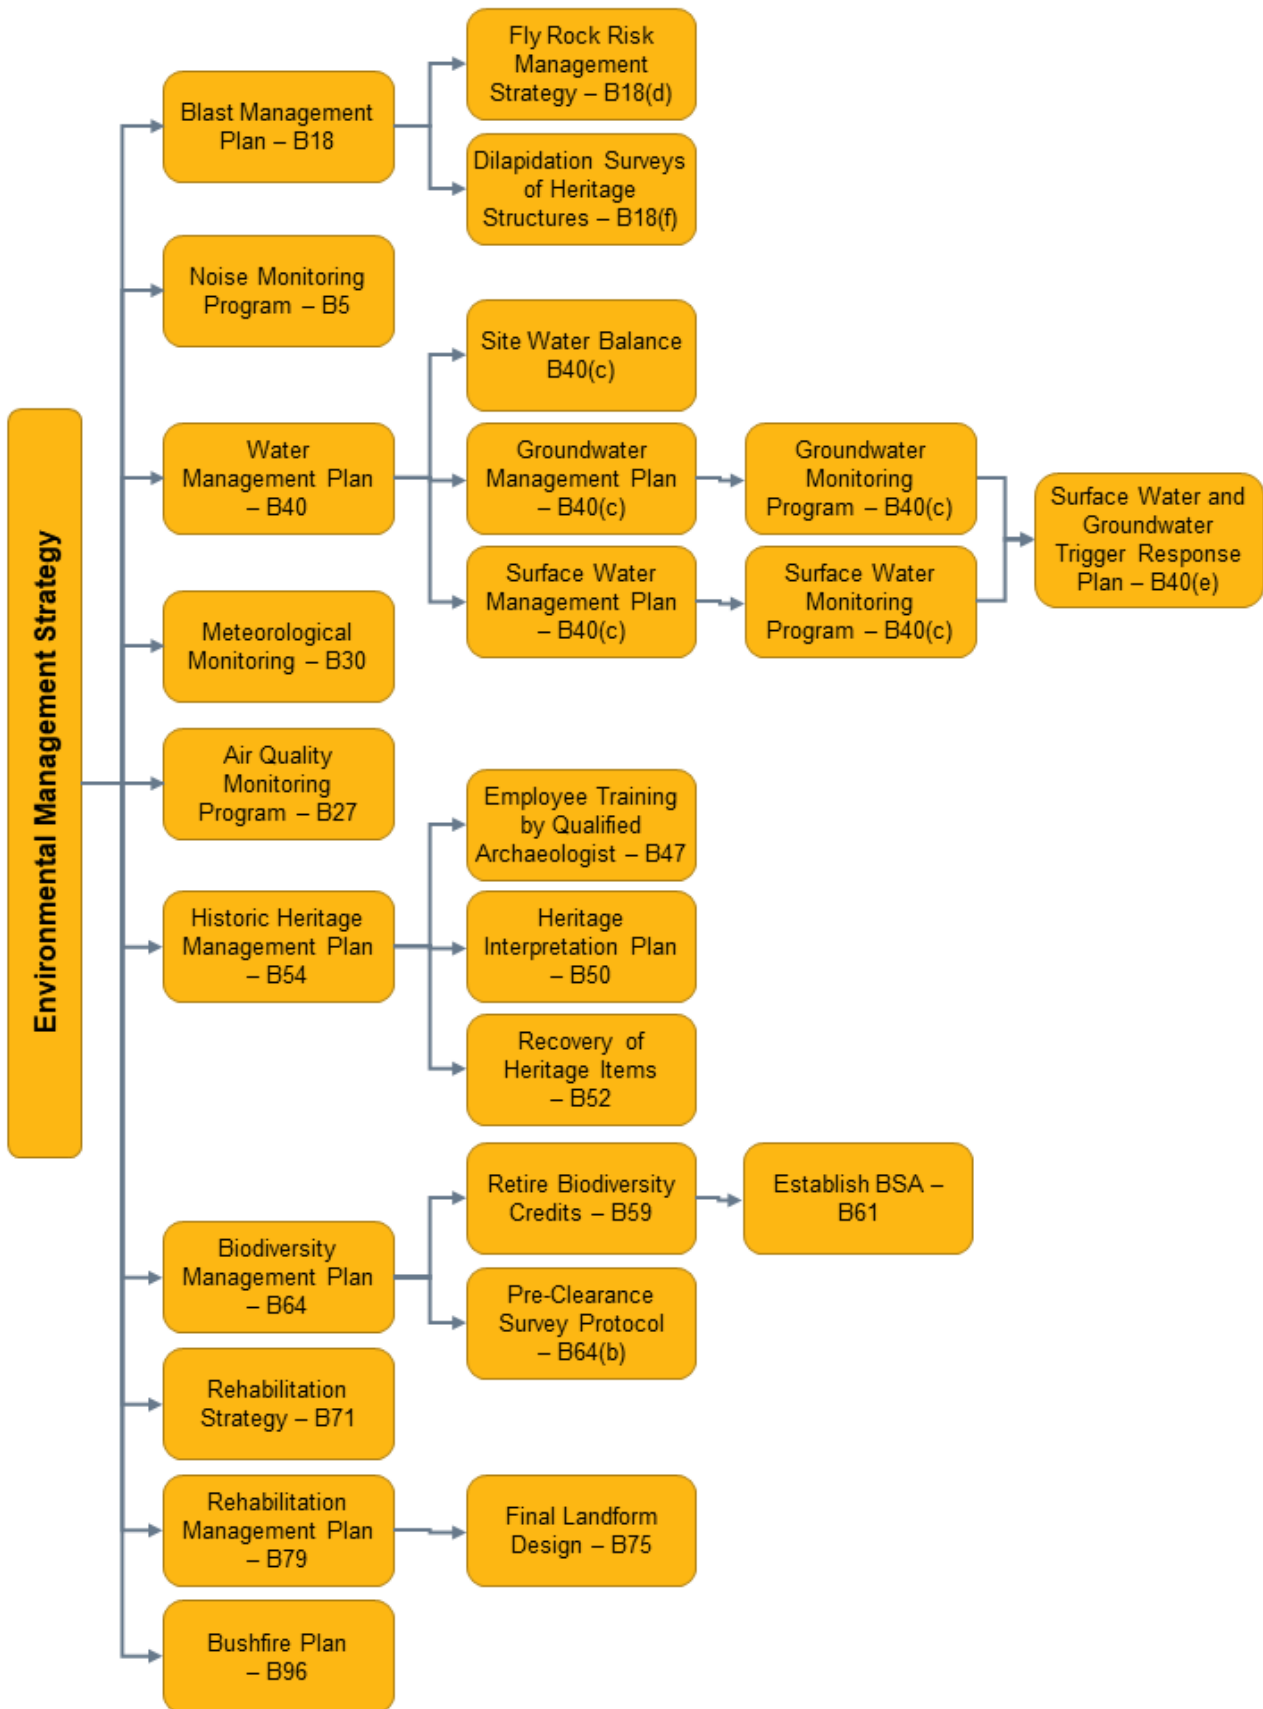 Environmental Management Strategy
Blast Management
Plan – B18
Fly Rock Risk
Management
Strategy – B18(d)
Dilapidation Surveys
of Heritage
Structures – B18(f)
Noise Monitoring
Program – B5
Water
Management Plan
– B40
Site Water Balance
B40(c)
Groundwater
Management Plan
– B40(c)
Groundwater
Monitoring
Program – B40(c)
Surface Water
Management Plan
– B40(c)
Surface Water
Monitoring
Program – B40(c)
Surface Water and
Groundwater
Trigger Response
Plan – B40(e)
Meteorological
Monitoring – B30
Air Quality
Monitoring
Program – B27
Historic Heritage
Management Plan
– B54
Employee Training
by Qualified
Archaeologist – B47
Heritage
Interpretation Plan
– B50
Recovery of
Heritage Items
– B52
Biodiversity
Management Plan
– B64
Retire Biodiversity
Credits – B59
Establish BSA –
B61
Pre-Clearance
Survey Protocol
– B64(b)
Rehabilitation
Strategy – B71
Rehabilitation
Management Plan
– B79
Final Landform
Design – B75
Bushfire Plan
– B96